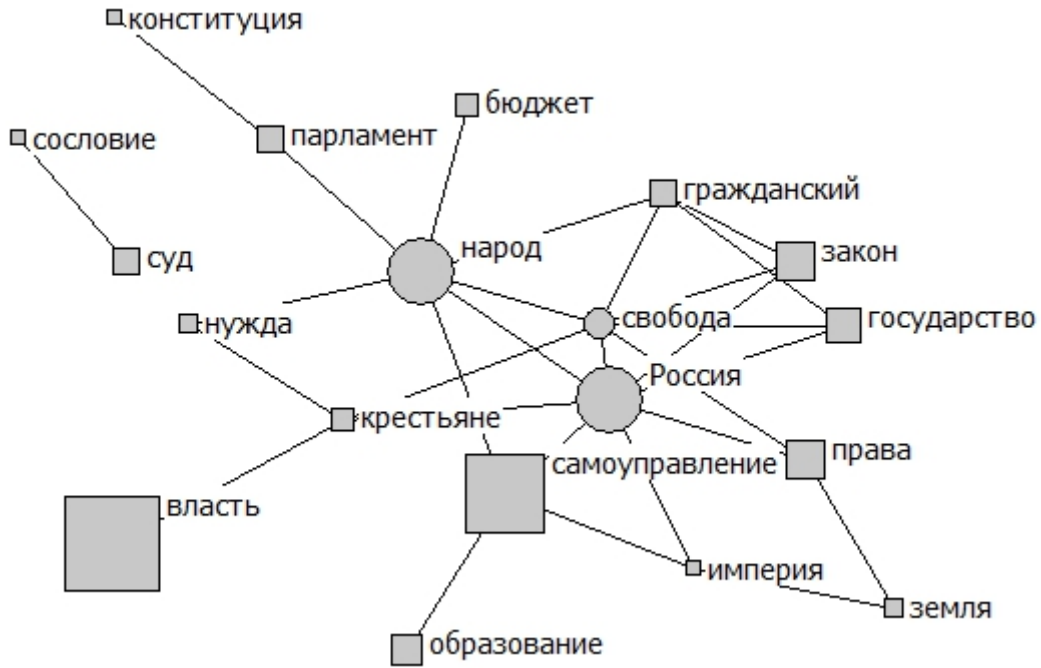 конституция
бюджет
парламент
сословие
гражданский
народ
закон
суд
свобода
государство
нужда
Россия
крестьяне
права
самоуправление
власть
империя
земля
образование